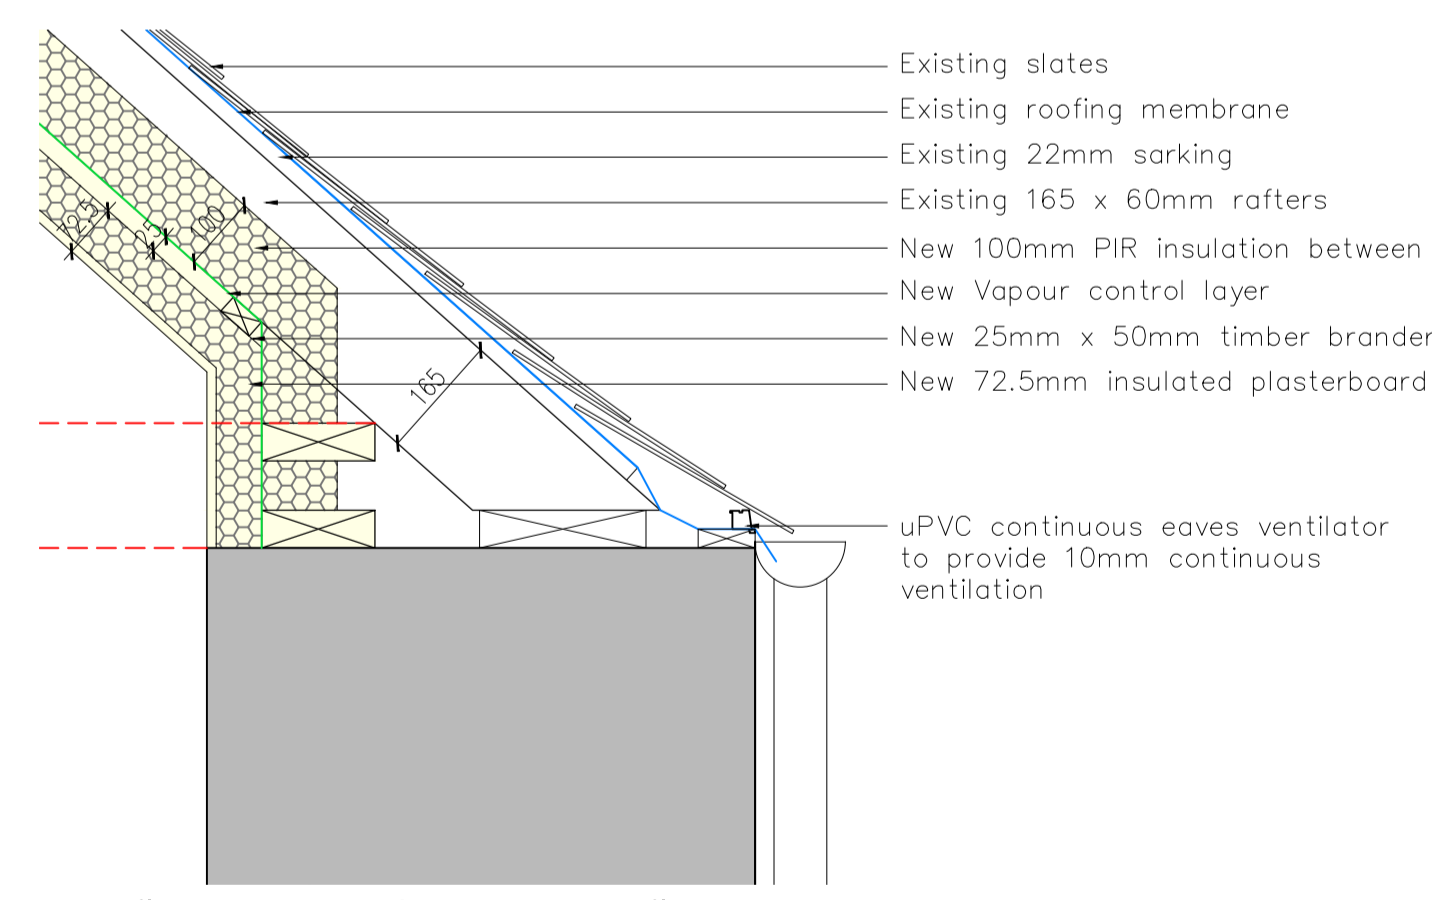 Existing slates
Existing roofing membrane
Existing 22mm sarking
Existing 165 x 60mm rafters
New 100mm PIR insulation between
New Vapour control layer
New 25mm x 50mm timber brander
New 72.5mm insulated plasterboard
72.5
25
100
165
uPVC continuous eaves ventilator
to provide 10mm continuous
ventilation